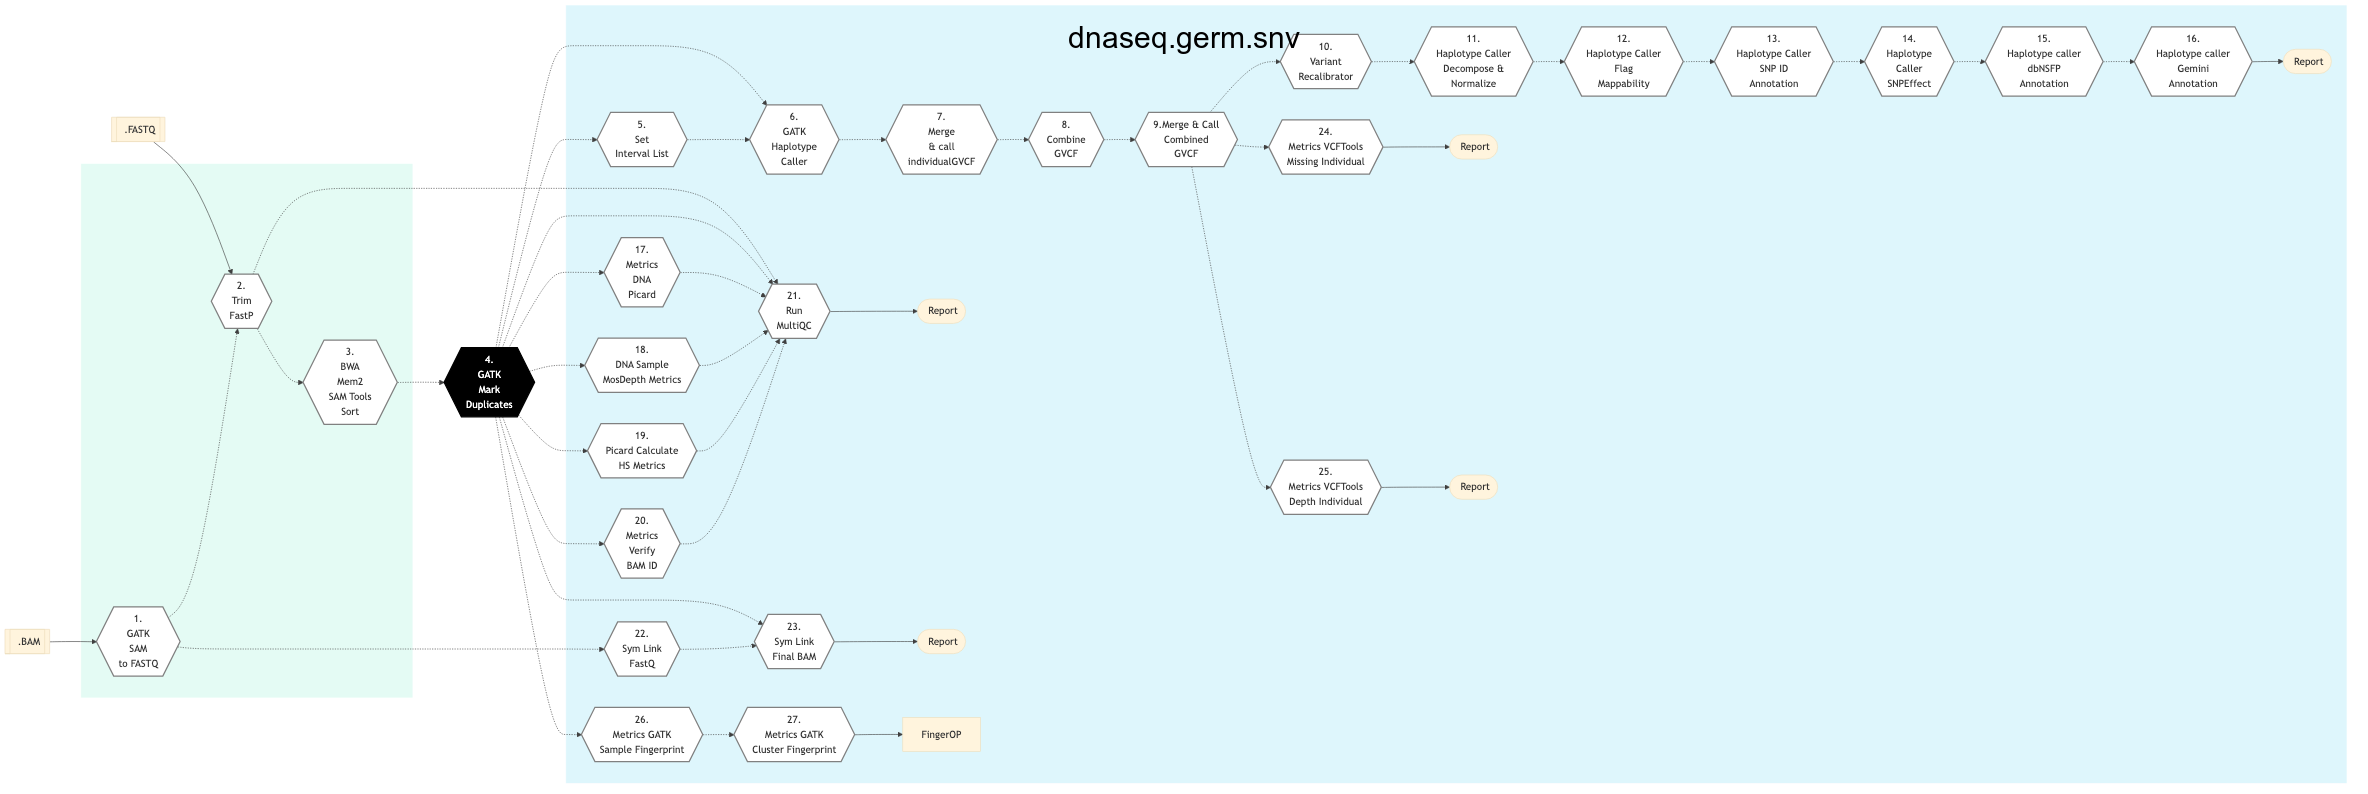 dnaseq.germ.snv
.FASTQ
.BAM
1.
GATK
SAM
to FASTQ
2.
Trim
FastP
3.
BWA
Mem2
SAM Tools
Sort
4.
GATK
Mark
Duplicates
5.
Set
Interval List
6.
GATK
Haplotype
Caller
7.
Merge
& call
individualGVCF
8.
Combine
GVCF
9.Merge & Call
Combined
GVCF
10.
Variant
Recalibrator
11.
Haplotype Caller
Decompose &
Normalize
12.
Haplotype Caller
Flag
Mappability
13.
Haplotype Caller
SNP ID
Annotation
14.
Haplotype
Caller
SNPEffect
15.
Haplotype caller
dbNSFP
Annotation
16.
Haplotype caller
Gemini
Annotation
Report
24.
Metrics VCFTools
Missing Individual
Report
17.
Metrics
DNA
Picard
18.
DNA Sample
MosDepth Metrics
19.
Picard Calculate
HS Metrics
20.
Metrics
Verify
BAM ID
21.
Run
MultiQC
Report
25.
Metrics VCFTools
Depth Individual
Report
22.
Sym Link
FastQ
23.
Sym Link
Final BAM
Report
26.
Metrics GATK
Sample Fingerprint
27.
Metrics GATK
Cluster Fingerprint
FingerOP